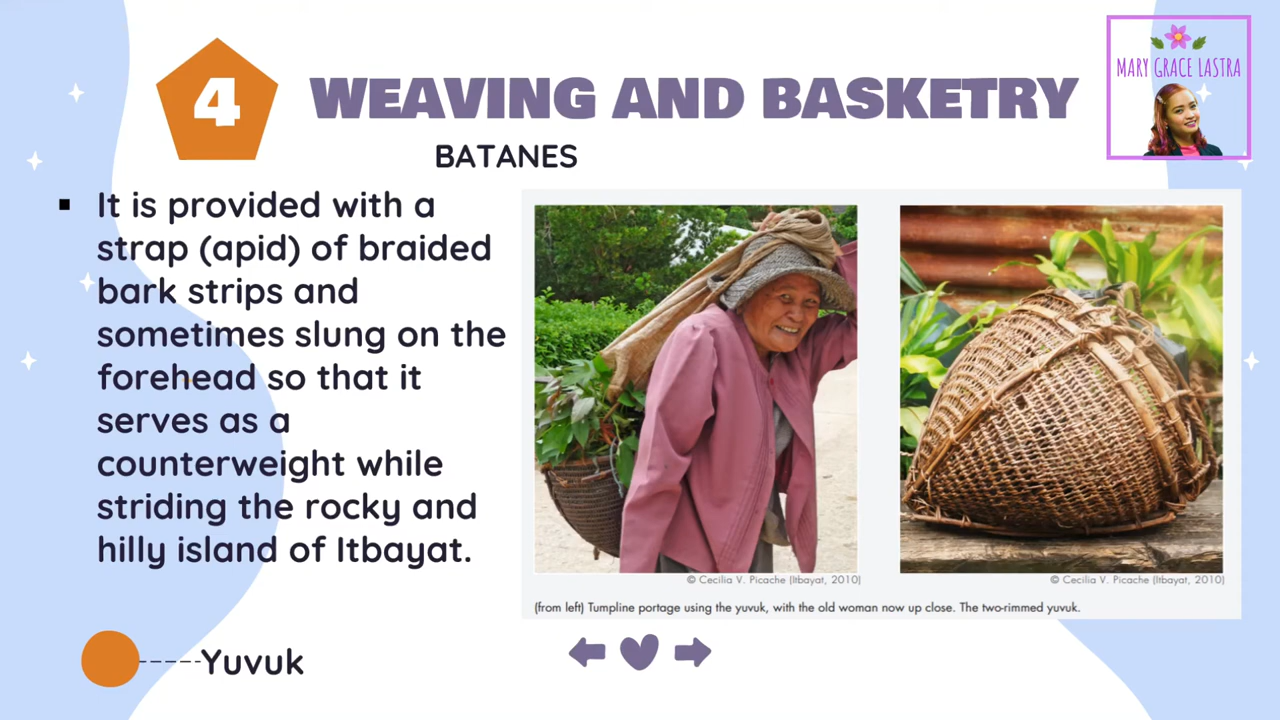 4
WEAVING AND BASKETRY
MARY GRACE LASTRA
BATANES
▪ It is provided with a
strap (apid) of braided
bark strips and
sometimes slung on the
forehead so that it
serves as a
counterweight while
striding the rocky and
hilly island of Itbayat.
© Cecilia V. Picache (Itbayat, 2010)
© Cecilia V. Picache (Itbayat, 2010)
(from left) Tumpline portage using the yuvuk, with the old woman now up close. The two-rimmed yuvuk.
Yuvuk